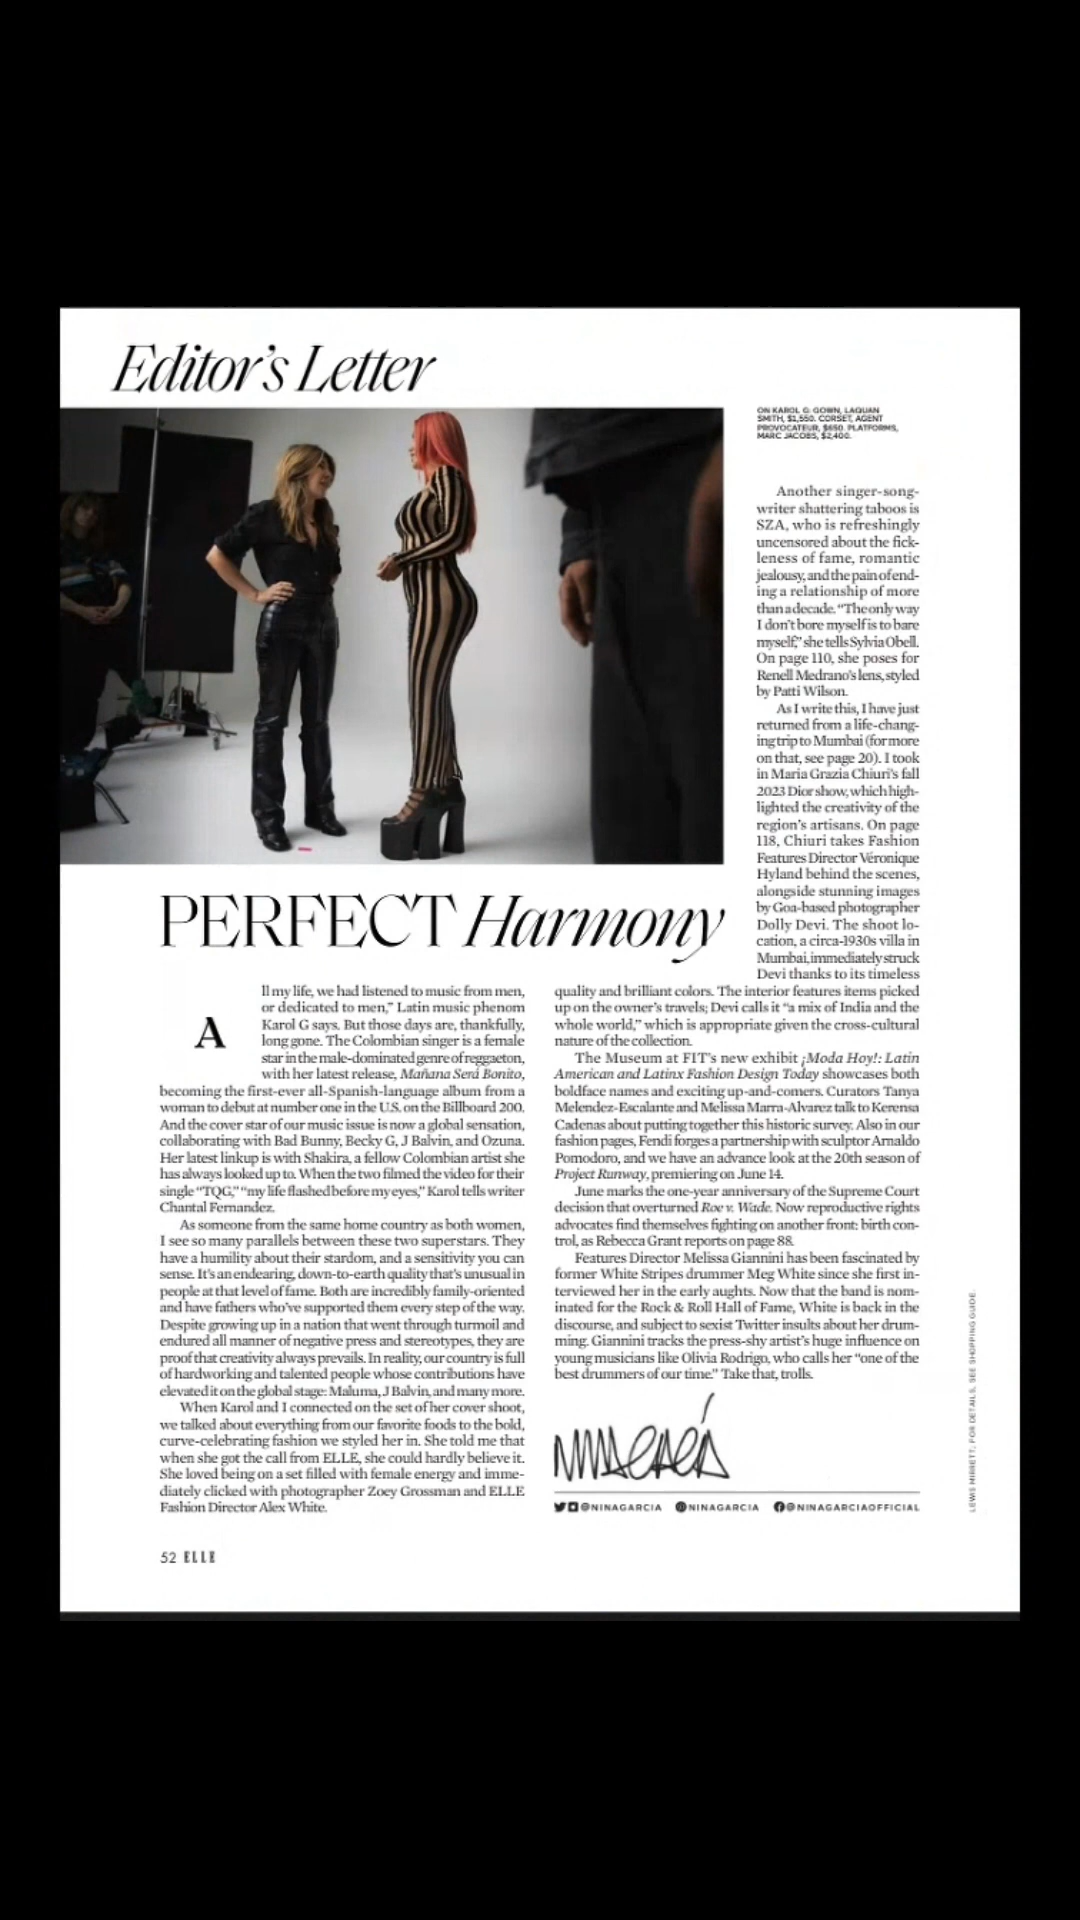 Editor's Letter
ON KAROL G: GOWN, LAQUAN
SMITH, $1,550. CORSET, AGENT
PROVOCATEUR, $650. PLATFORMS,
MARC JACOBS, $2,400.
PERFECT Harmony
A
ll my life, we had listened to music from men,
or dedicated to men,” Latin music phenom
Karol G says. But those days are, thankfully,
long gone. The Colombian singer is a female
star in the male-dominated genre of reggaeton,
with her latest release, Mañana Será Bonito,
becoming the first-ever all-Spanish-language album from a
woman to debut at number one in the U.S. on the Billboard 200.
And the cover star of our music issue is now a global sensation,
collaborating with Bad Bunny, Becky G, J Balvin, and Ozuna.
Her latest linkup is with Shakira, a fellow Colombian artist she
has always looked up to. When the two filmed the video for their
single “TQG,” “my life flashed before my eyes,” Karol tells writer
Chantal Fernandez.
As someone from the same home country as both women,
I see so many parallels between these two superstars. They
have a humility about their stardom, and a sensitivity you can
sense. It's an endearing, down-to-earth quality that's unusual in
people at that level of fame. Both are incredibly family-oriented
and have fathers who've supported them every step of the way.
Despite growing up in a nation that went through turmoil and
endured all manner of negative press and stereotypes, they are
proof that creativity always prevails. In reality, our country is full
of hardworking and talented people whose contributions have
elevated it on the global stage: Maluma, J Balvin, and many more.
When Karol and I connected on the set of her cover shoot,
we talked about everything from our favorite foods to the bold,
curve-celebrating fashion we styled her in. She told me that
when she got the call from ELLE, she could hardly believe it.
She loved being on a set filled with female energy and imme-
diately clicked with photographer Zoey Grossman and ELLE
Fashion Director Alex White.
Another singer-song-
writer shattering taboos is
SZA, who is refreshingly
uncensored about the fick-
leness of fame, romantic
jealousy, and the pain of end-
ing a relationship of more
than a decade. “The only way
I don't bore myself is to bare
myself,” she tells Sylvia Obell.
On page 110, she poses for
Renell Medrano's lens, styled
by Patti Wilson.
As I write this, I have just
returned from a life-chang-
ing trip to Mumbai (for more
on that, see page 20). I took
in Maria Grazia Chiuri's fall
2023 Dior show, which high-
lighted the creativity of the
region's artisans. On page
118, Chiuri takes Fashion
Features Director Véronique
Hyland behind the scenes,
alongside stunning images
by Goa-based photographer
Dolly Devi. The shoot lo-
cation, a circa-1930s villa in
Mumbai, immediately struck
Devi thanks to its timeless
quality and brilliant colors. The interior features items picked
up on the owner's travels; Devi calls it “a mix of India and the
whole world,” which is appropriate given the cross-cultural
nature of the collection.
The Museum at FIT's new exhibit ¡Moda Hoy!: Latin
American and Latinx Fashion Design Today showcases both
boldface names and exciting up-and-comers. Curators Tanya
Melendez-Escalante and Melissa Marra-Alvarez talk to Kerensa
Cadenas about putting together this historic survey. Also in our
fashion pages, Fendi forges a partnership with sculptor Arnaldo
Pomodoro, and we have an advance look at the 20th season of
Project Runway, premiering on June 14.
June marks the one-year anniversary of the Supreme Court
decision that overturned Roe v. Wade. Now reproductive rights
advocates find themselves fighting on another front: birth con-
trol, as Rebecca Grant reports on page 88.
Features Director Melissa Giannini has been fascinated by
former White Stripes drummer Meg White since she first in-
terviewed her in the early aughts. Now that the band is nom-
inated for the Rock & Roll Hall of Fame, White is back in the
discourse, and subject to sexist Twitter insults about her drum-
ming. Giannini tracks the press-shy artist's huge influence on
young musicians like Olivia Rodrigo, who calls her “one of the
best drummers of our time.” Take that, trolls.
@NINAGARCIA @NINAGARCIA @NINAGARCIAOFFICIAL
LEWIS MIRRETT; FOR DETAILS, SEE SHOPPING GUIDE.
52 ELLE